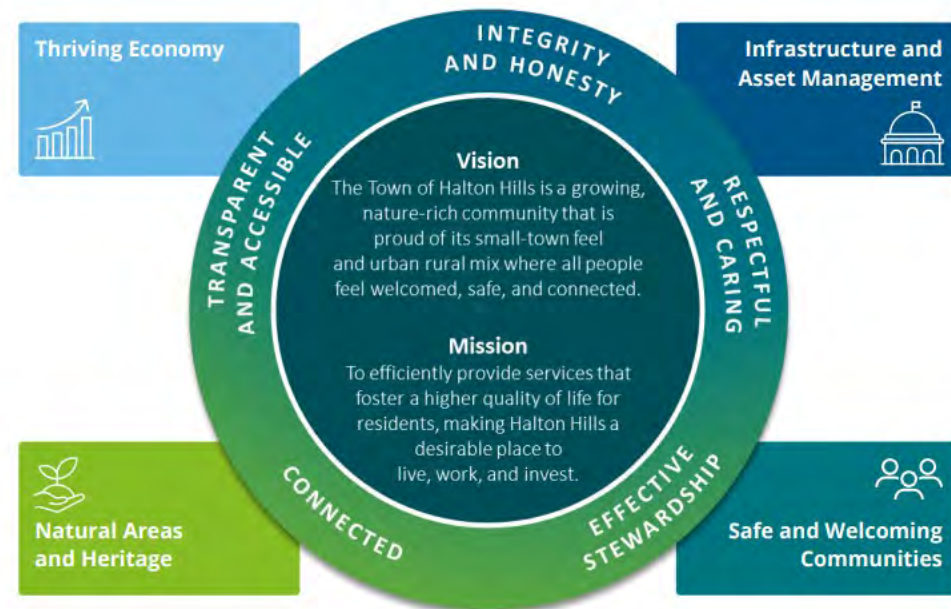 Thriving Economy
INTEGRITY
AND HONESTY
Infrastructure and
Asset Management
TRANSPARENT
AND ACCESSIBLE
RESPECTFUL
AND CARING
Vision
The Town of Halton Hills is a growing,
nature-rich community that is
proud of its small-town feel
and urban rural mix where all people
feel welcomed, safe, and connected.
Mission
To efficiently provide services that
foster a higher quality of life for
residents, making Halton Hills a
desirable place to
live, work, and invest.
CONNECTED
EFFECTIVE
STEWARDSHIP
Natural Areas
and Heritage
Safe and Welcoming
Communities